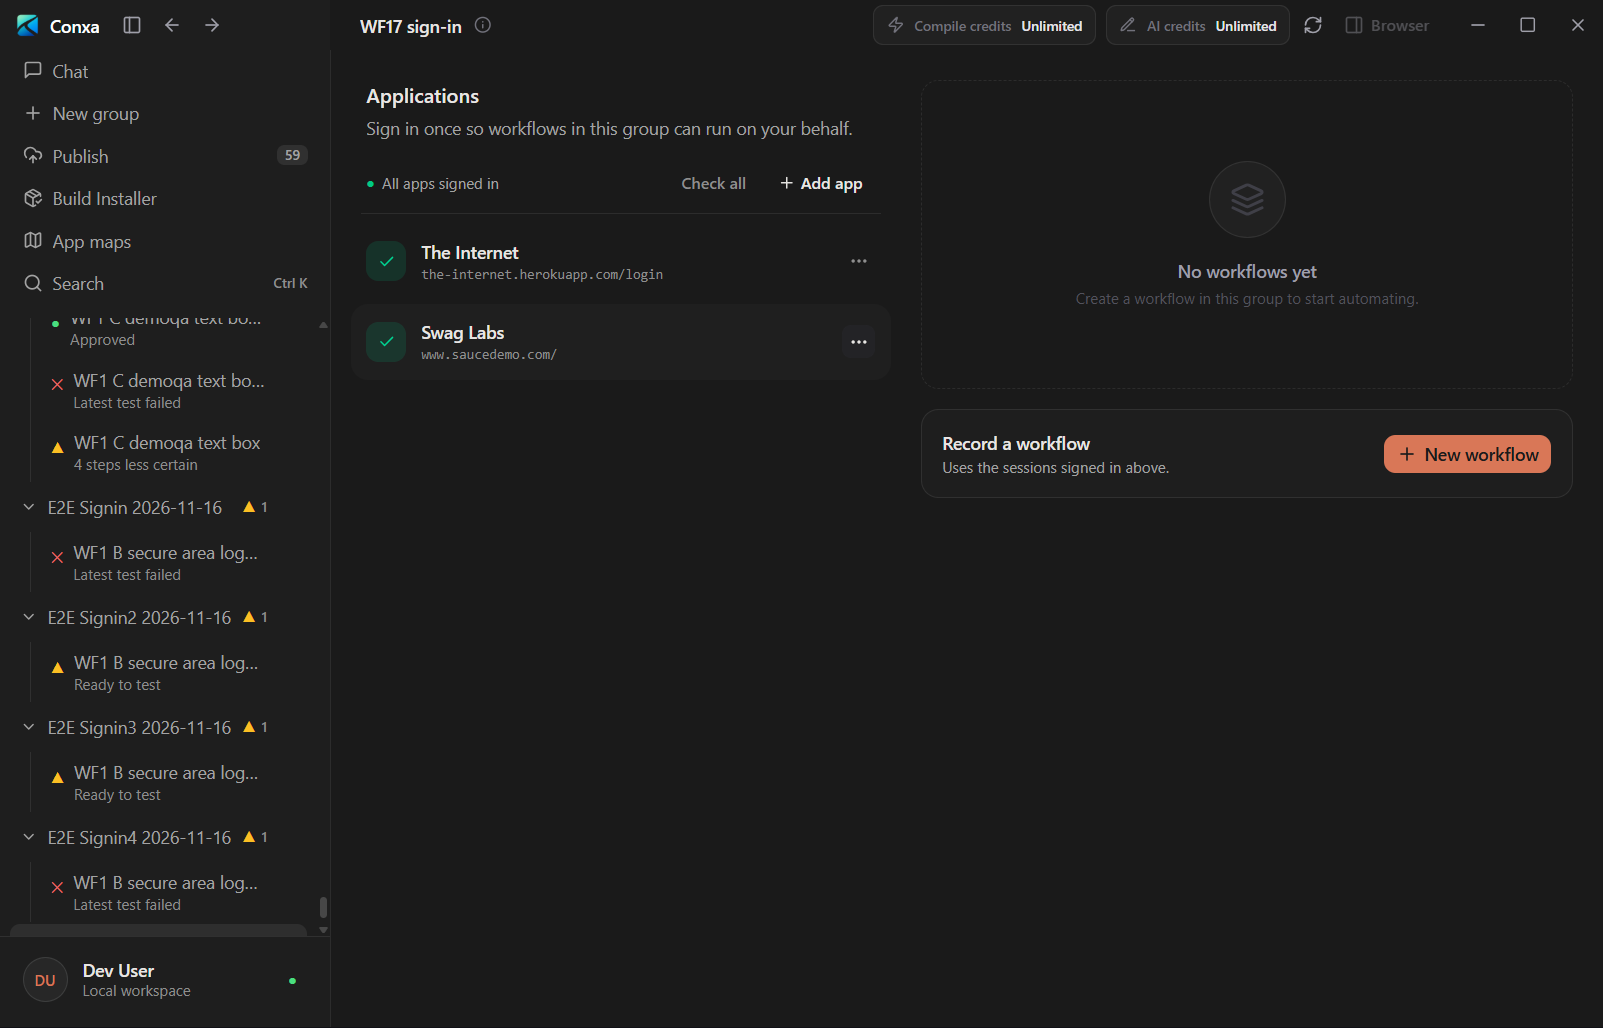 Conxa
Chat
New group
Publish
59
Build Installer
App maps
Search
Ctrl K
WF1 C demoqa text bo...
Approved
WF1 C demoqa text bo...
Latest test failed
WF1 C demoqa text box
4 steps less certain
E2E Signin 2026-11-16
1
WF1 B secure area log...
Latest test failed
E2E Signin2 2026-11-16
1
WF1 B secure area log...
Ready to test
E2E Signin3 2026-11-16
1
WF1 B secure area log...
Ready to test
E2E Signin4 2026-11-16
1
WF1 B secure area log...
Latest test failed
DU
Dev User
Local workspace
WF17 sign-in
Compile credits Unlimited
AI credits Unlimited
Browser
Applications
Sign in once so workflows in this group can run on your behalf.
All apps signed in
Check all
Add app
The Internet
the-internet.herokuapp.com/login
Swag Labs
www.saucedemo.com/
No workflows yet
Create a workflow in this group to start automating.
Record a workflow
Uses the sessions signed in above.
New workflow